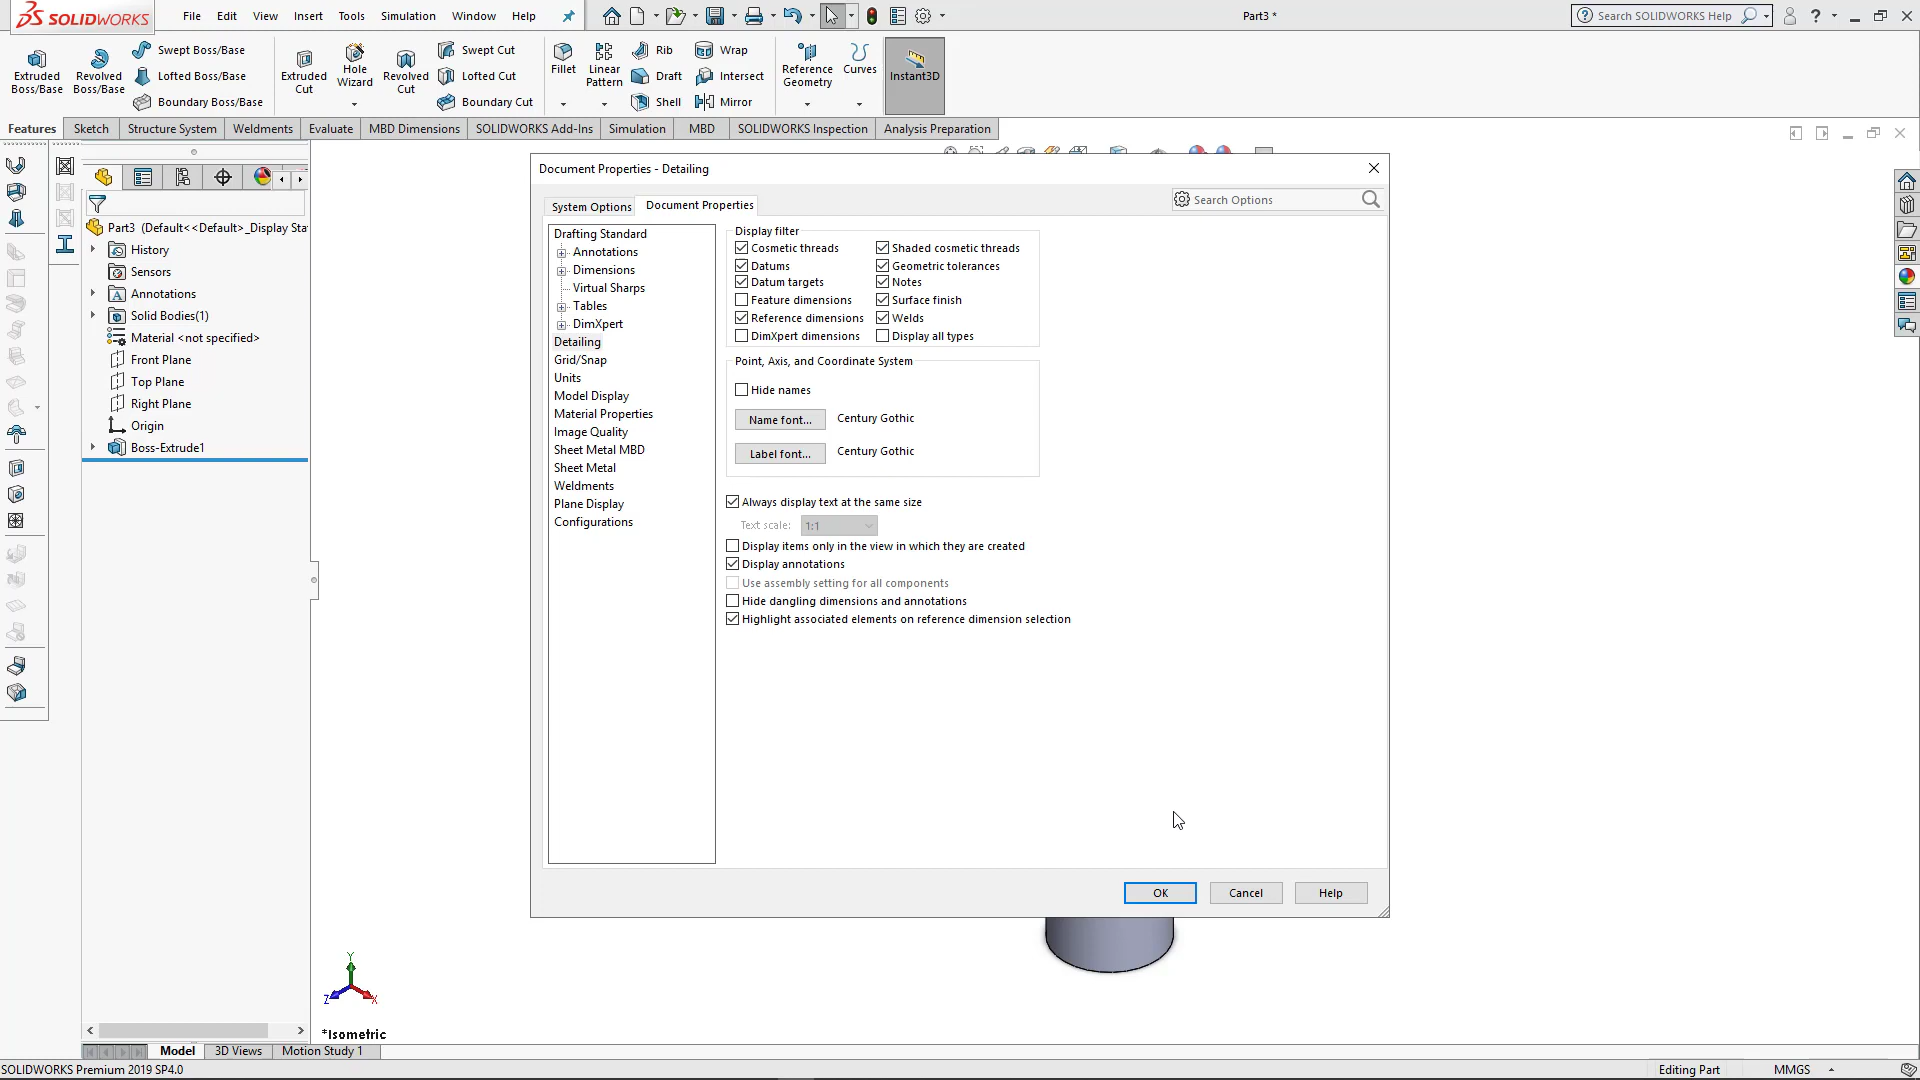 SOLIDWORKS
File Edit View Insert Tools Simulation Window Help
Part3 *
Search SOLIDWORKS Help
Extruded Boss/Base
Revolved Boss/Base
Swept Boss/Base
Lofted Boss/Base
Boundary Boss/Base
Extruded Cut
Hole Wizard
Revolved Cut
Swept Cut
Lofted Cut
Boundary Cut
Fillet
Linear Pattern
Rib
Draft
Shell
Wrap
Intersect
Mirror
Reference Geometry
Curves
Instant3D
Features Sketch Structure System Weldments Evaluate MBD Dimensions SOLIDWORKS Add-Ins Simulation MBD SOLIDWORKS Inspection Analysis Preparation
Part3 (Default<<Default>_Display Sta
History
Sensors
Annotations
Solid Bodies(1)
Material <not specified>
Front Plane
Top Plane
Right Plane
Origin
Boss-Extrude1
Document Properties - Detailing
System Options Document Properties
Search Options
Drafting Standard
Annotations
Dimensions
Virtual Sharps
Tables
DimXpert
Detailing
Grid/Snap
Units
Model Display
Material Properties
Image Quality
Sheet Metal MBD
Sheet Metal
Weldments
Plane Display
Configurations
Display filter
Cosmetic threads Shaded cosmetic threads
Datums Geometric tolerances
Datum targets Notes
Feature dimensions Surface finish
Reference dimensions Welds
DimXpert dimensions Display all types
Point, Axis, and Coordinate System
Hide names
Name font... Century Gothic
Label font... Century Gothic
Always display text at the same size
Text scale: 1:1
Display items only in the view in which they are created
Display annotations
Use assembly setting for all components
Hide dangling dimensions and annotations
Highlight associated elements on reference dimension selection
OK Cancel Help
Y
Z
X
*Isometric
Model 3D Views Motion Study 1
SOLIDWORKS Premium 2019 SP4.0
Editing Part MMGS